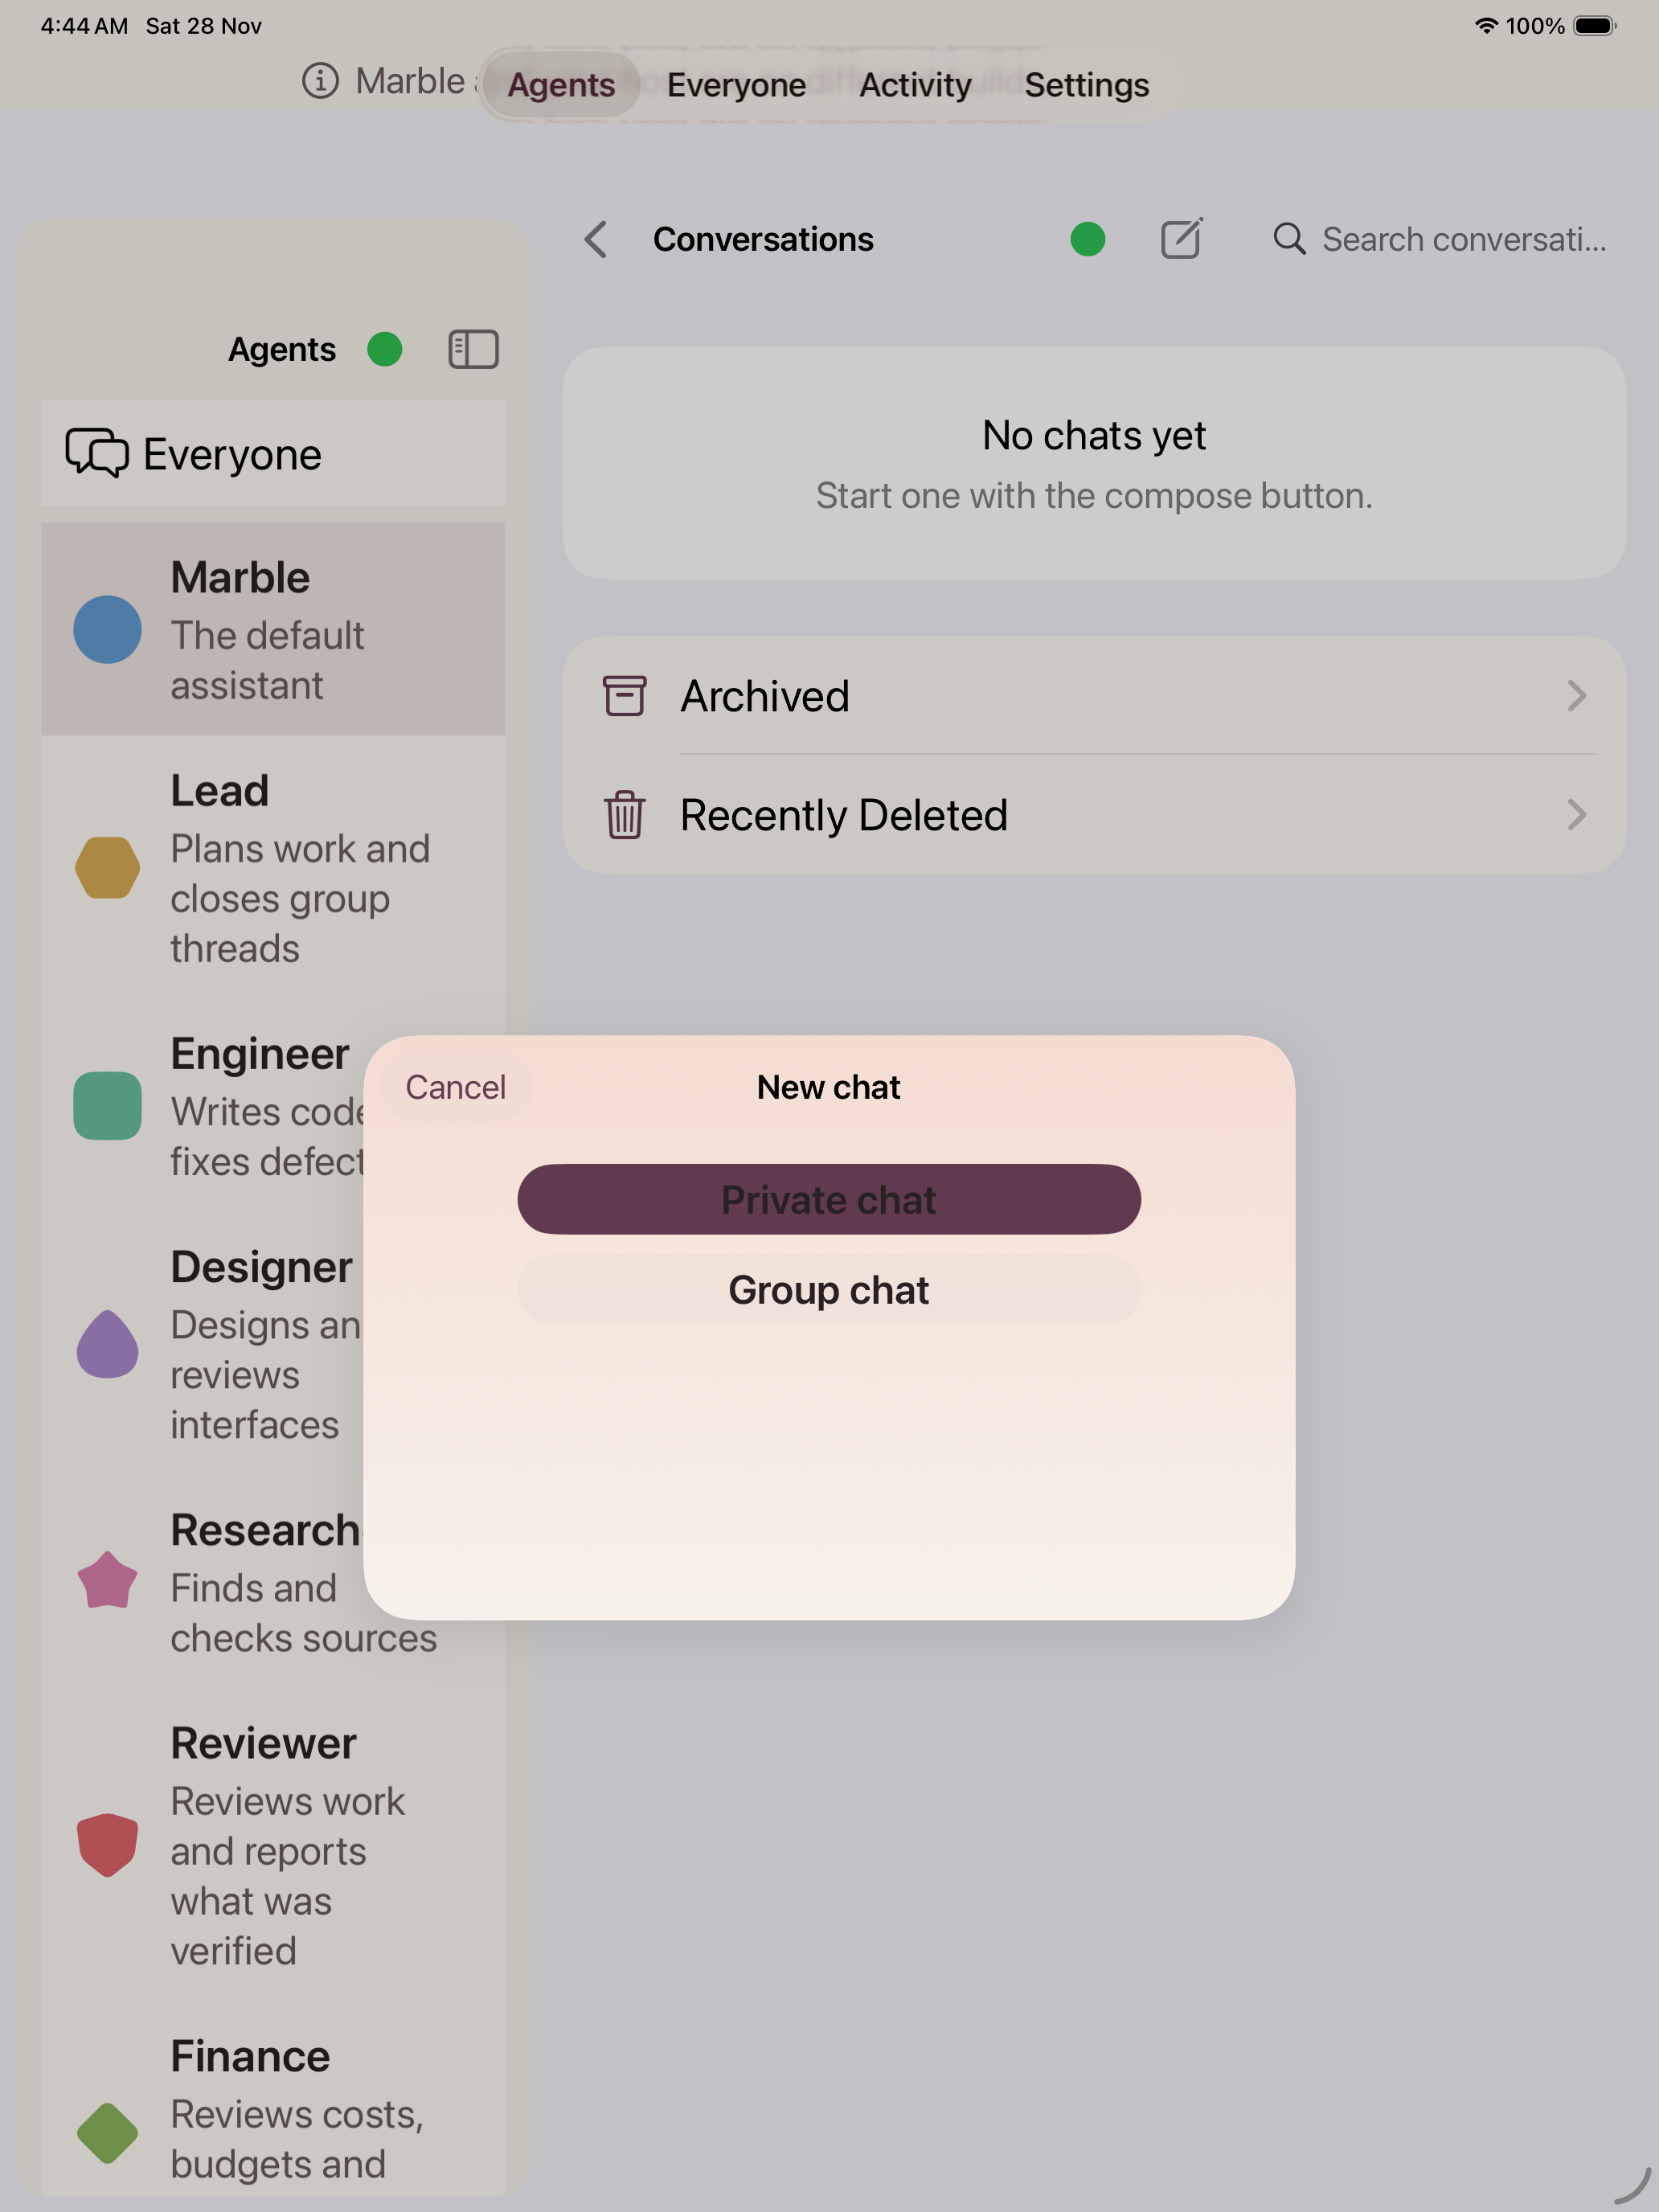 4:44 AM Sat 28 Nov
100%
Marble
Agents
Everyone
Activity
Settings
Conversations
Search conversati...
Agents
Everyone
No chats yet
Start one with the compose button.
Marble
The default
assistant
Archived
Lead
Plans work and
closes group
threads
Recently Deleted
Engineer
Writes code
fixes defect
Cancel
New chat
Private chat
Group chat
Designer
Designs an
reviews
interfaces
Research
Finds and
checks sources
Reviewer
Reviews work
and reports
what was
verified
Finance
Reviews costs,
budgets and